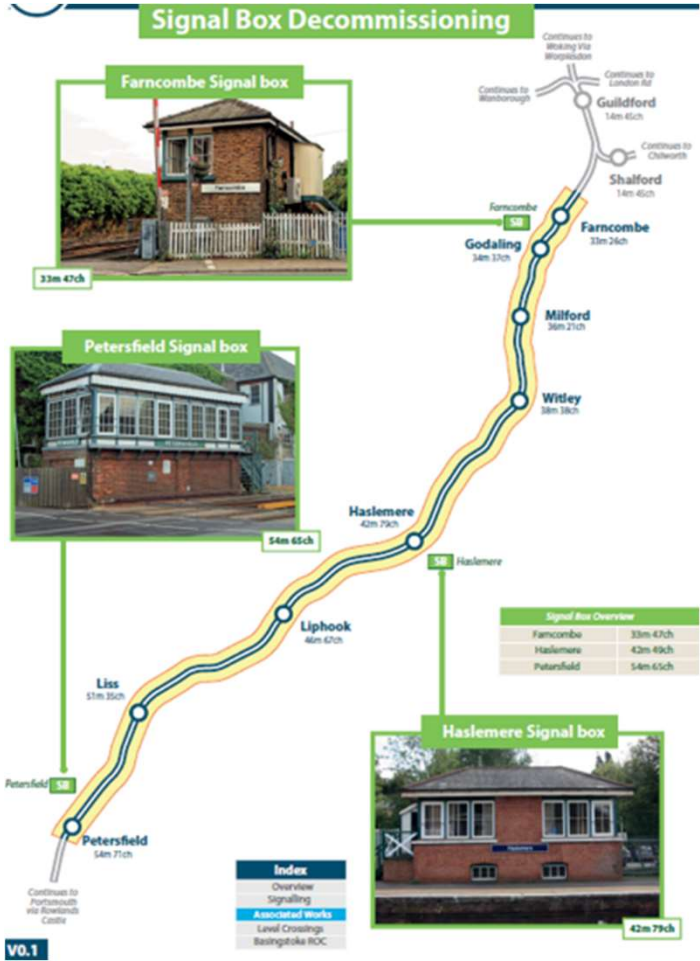 Signal Box Decommissioning
Continues to
Woking Via
Worplesdon
Continues to
London Rd
Continues to
Wanborough
Guildford
14m 45ch
Continues to
Chilworth
Shalford
14m 45ch
Farncombe Signal box
Farncombe
33m 47ch
Farncombe
SB
Farncombe
33m 26ch
Godaling
34m 37ch
Milford
36m 21ch
Witley
38m 38ch
Petersfield Signal box
54m 65ch
Haslemere
42m 79ch
SB Haslemere
Liphook
46m 67ch
Signal Box Overview
Farncombe 33m 47ch
Haslemere 42m 49ch
Petersfield 54m 65ch
Liss
51m 35ch
Haslemere Signal box
Haslemere
42m 79ch
Petersfield SB
Petersfield
54m 71ch
Continues to
Portsmouth
via Rowlands
Castle
Index
Overview
Signalling
Associated Works
Level Crossings
Basingstoke ROC
V0.1